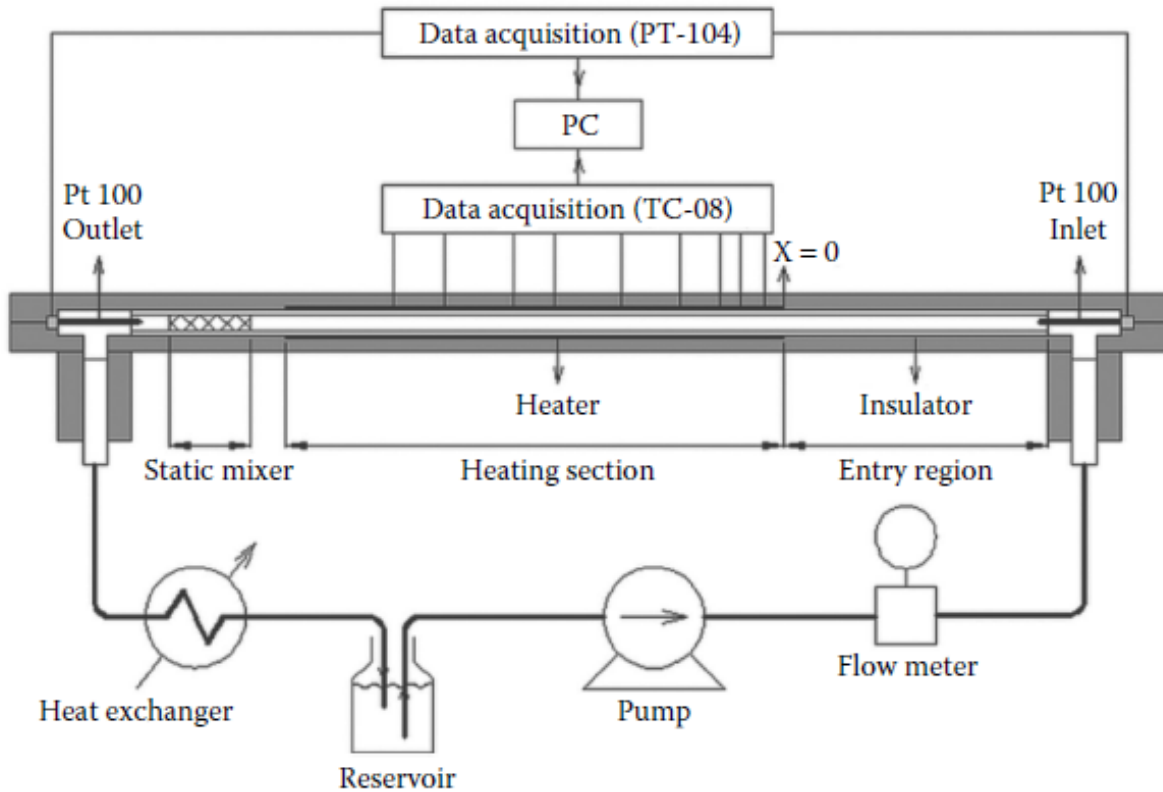 Data acquisition (PT-104)
PC
Pt 100
Outlet
Data acquisition (TC-08)
X = 0
Pt 100
Inlet
Heater
Insulator
Static mixer
Heating section
Entry region
Heat exchanger
Reservoir
Pump
Flow meter